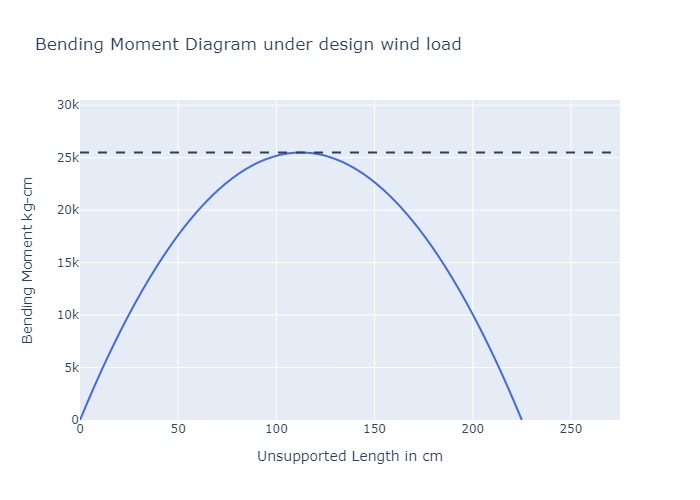 Bending Moment Diagram under design wind load
30k
25k
20k
15k
10k
5k
0
0 50 100 150 200 250
Bending Moment kg-cm
Unsupported Length in cm